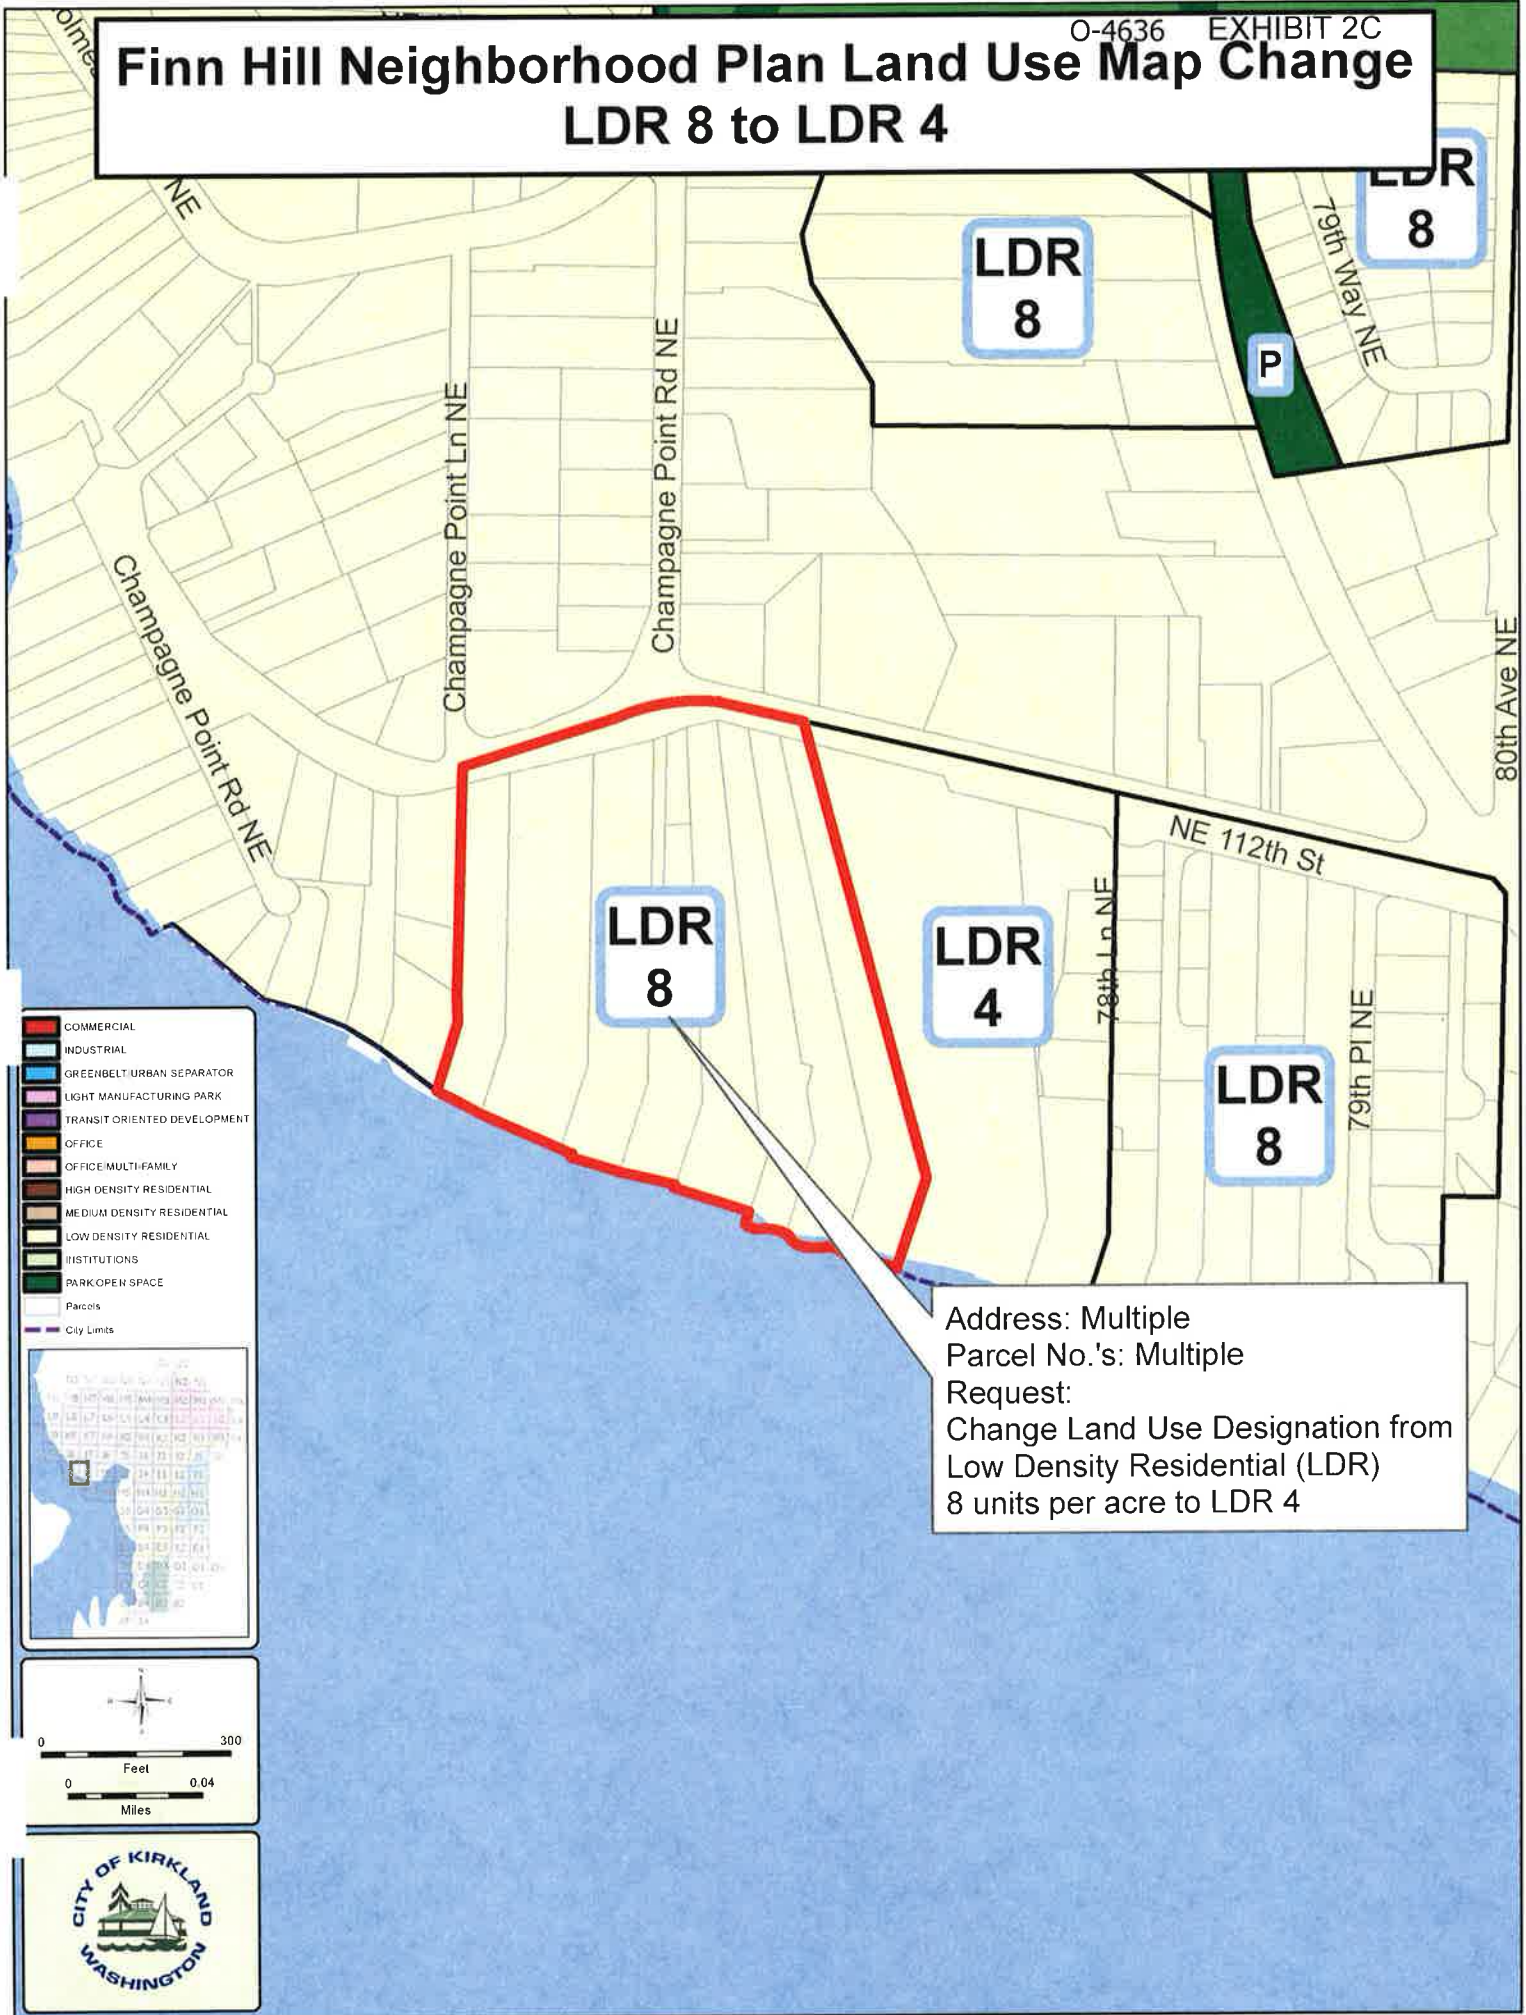 O-4636 EXHIBIT 2C
Finn Hill Neighborhood Plan Land Use Map Change
LDR 8 to LDR 4
NE
LDR
8
LDR
8
79th Way NE
P
Champagne Point Ln NE
Champagne Point Rd NE
Champagne Point Rd NE
80th Ave NE
NE 112th St
LDR
8
LDR
4
78th Ln NE
LDR
8
79th Pl NE
COMMERCIAL
INDUSTRIAL
GREENBELT/URBAN SEPARATOR
LIGHT MANUFACTURING PARK
TRANSIT ORIENTED DEVELOPMENT
OFFICE
OFFICE/MULTI-FAMILY
HIGH DENSITY RESIDENTIAL
MEDIUM DENSITY RESIDENTIAL
LOW DENSITY RESIDENTIAL
INSTITUTIONS
PARK/OPEN SPACE
Parcels
City Limits
Address: Multiple
Parcel No.'s: Multiple
Request:
Change Land Use Designation from
Low Density Residential (LDR)
8 units per acre to LDR 4
0 300
Feet
0 0.04
Miles
CITY OF KIRKLAND
WASHINGTON